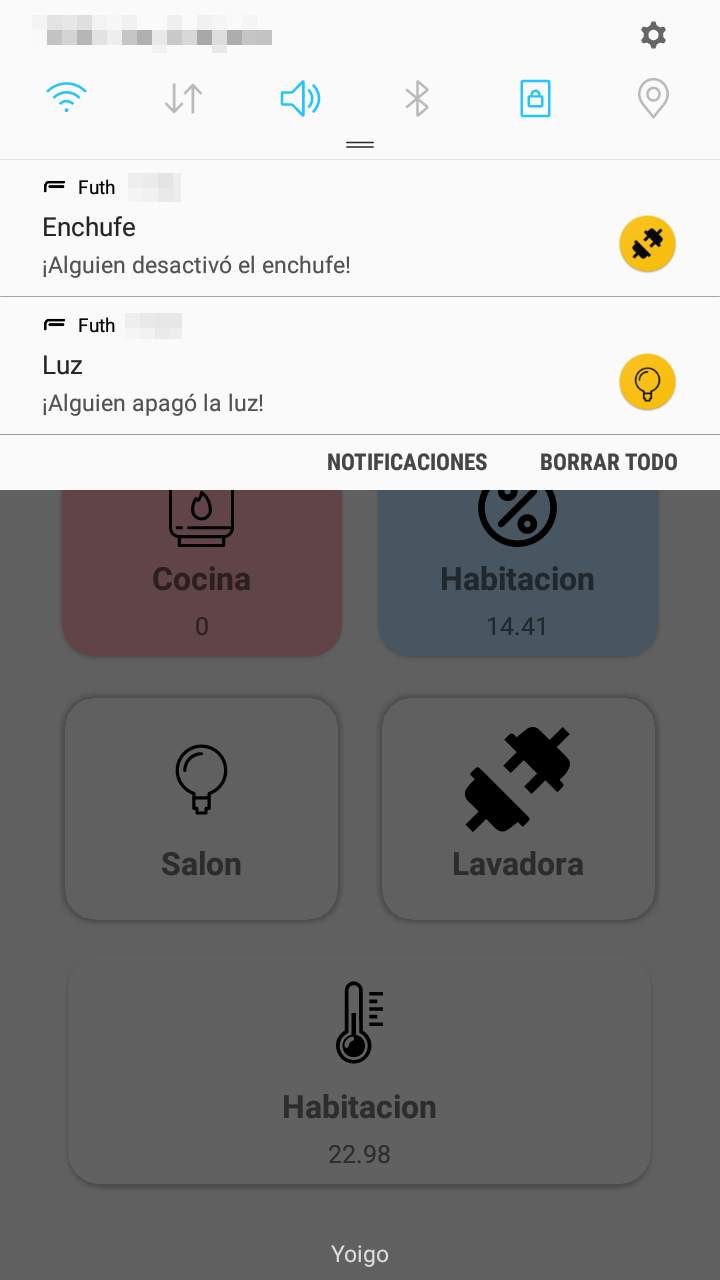 Futh
Enchufe
¡Alguien desactivó el enchufe!
Futh
Luz
¡Alguien apagó la luz!
NOTIFICACIONES BORRAR TODO
Cocina Habitacion
0 14.41
Salon Lavadora
Habitacion
22.98
Yoigo